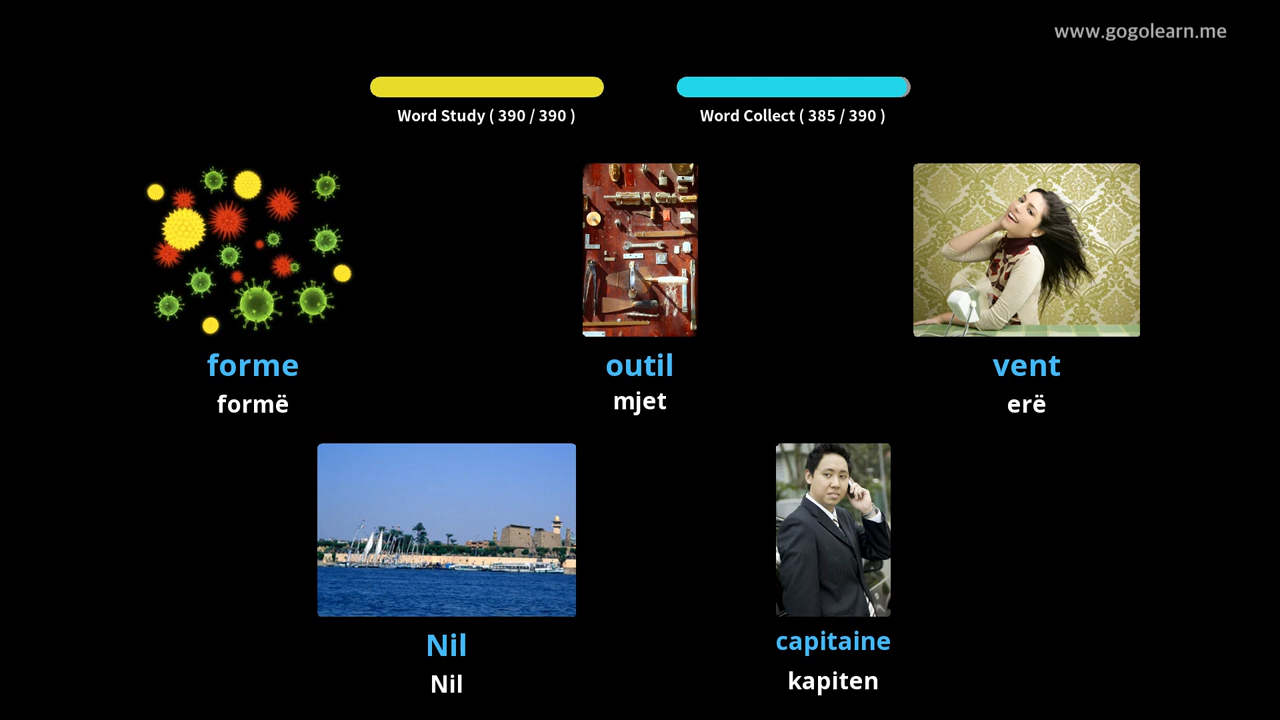 www.gogolearn.me
Word Study ( 390 / 390 )
Word Collect ( 385 / 390 )
forme
formë
outil
mjet
vent
erë
Nil
Nil
capitaine
kapiten